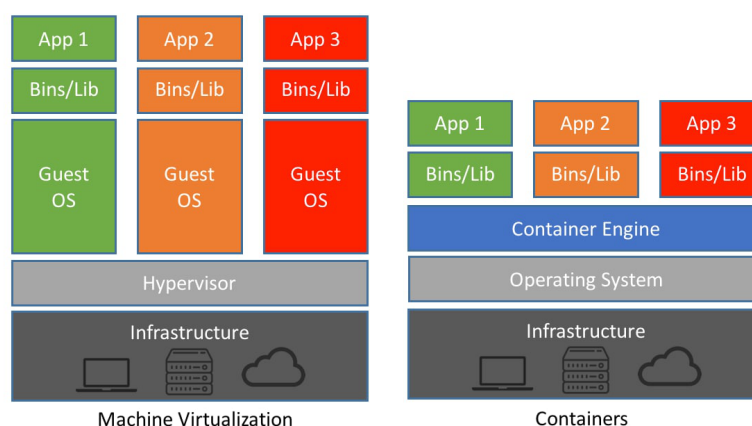 App 1
App 2
App 3
Bins/Lib
Bins/Lib
Bins/Lib
Guest
OS
Guest
OS
Guest
OS
Hypervisor
Infrastructure
Machine Virtualization
App 1
App 2
App 3
Bins/Lib
Bins/Lib
Bins/Lib
Container Engine
Operating System
Infrastructure
Containers